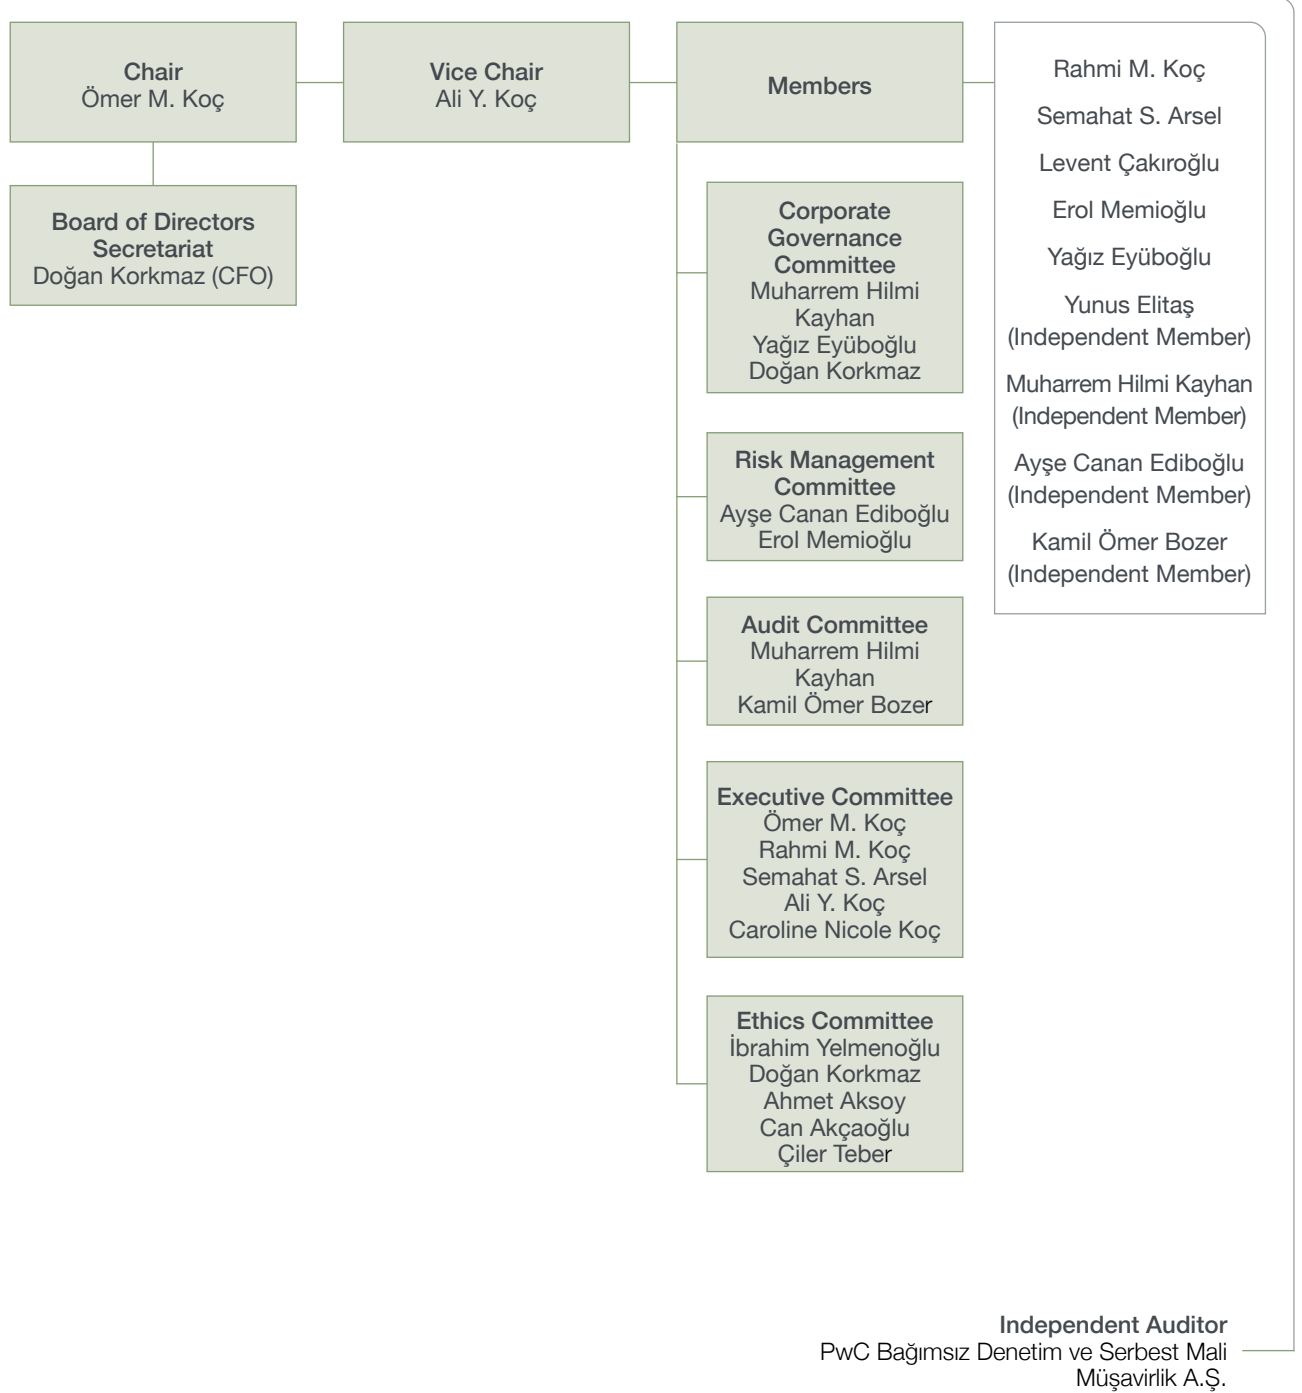 Chair
Ömer M. Koç
Vice Chair
Ali Y. Koç
Members
Rahmi M. Koç
Semahat S. Arsel
Levent Çakıroğlu
Erol Memioğlu
Yağız Eyüboğlu
Yunus Elitaş
(Independent Member)
Muharrem Hilmi Kayhan
(Independent Member)
Ayşe Canan Ediboğlu
(Independent Member)
Kamil Ömer Bozer
(Independent Member)
Board of Directors
Secretariat
Doğan Korkmaz (CFO)
Corporate
Governance
Committee
Muharrem Hilmi
Kayhan
Yağız Eyüboğlu
Doğan Korkmaz
Risk Management
Committee
Ayşe Canan Ediboğlu
Erol Memioğlu
Audit Committee
Muharrem Hilmi
Kayhan
Kamil Ömer Bozer
Executive Committee
Ömer M. Koç
Rahmi M. Koç
Semahat S. Arsel
Ali Y. Koç
Caroline Nicole Koç
Ethics Committee
İbrahim Yelmenoğlu
Doğan Korkmaz
Ahmet Aksoy
Can Akçaoğlu
Çiler Teber
Independent Auditor
PwC Bağımsız Denetim ve Serbest Mali
Müşavirlik A.Ş.